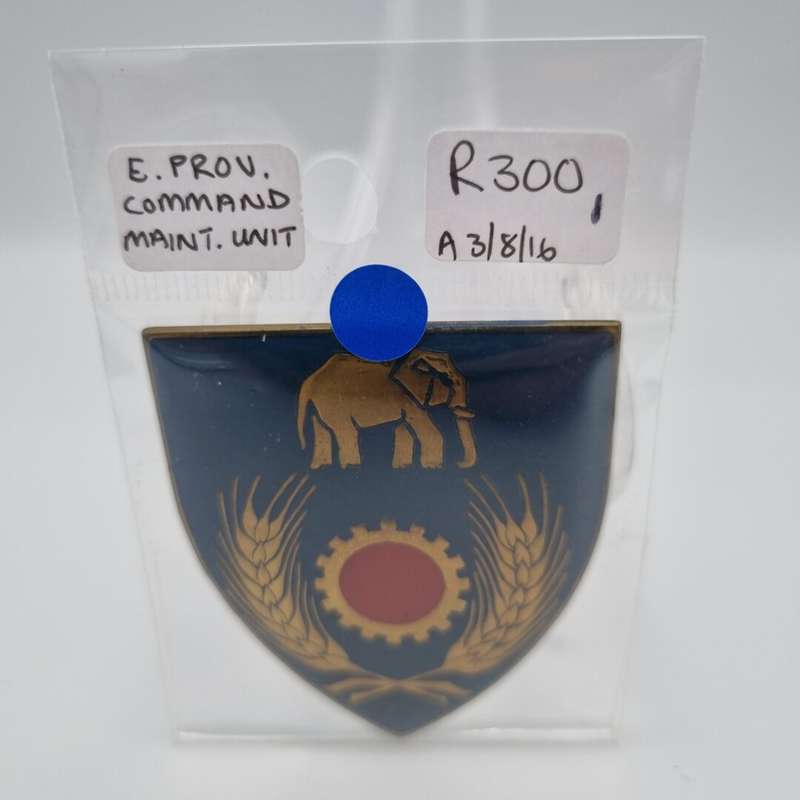 E. PROV.
COMMAND
MAINT. UNIT
R300,
A 3/8/16